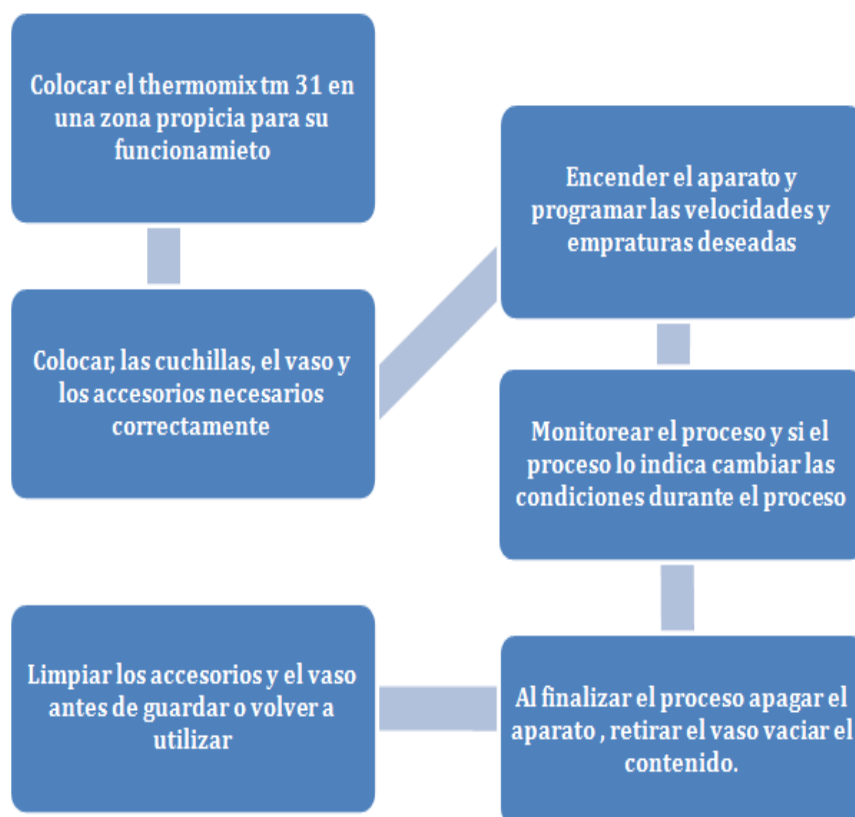 Colocar el thermomix tm 31 en
una zona propicia para su
funcionamieto
Colocar, las cuchillas, el vaso y
los accesorios necesarios
correctamente
Encender el aparato y
programar las velocidades y
empraturas deseadas
Monitorear el proceso y si el
proceso lo indica cambiar las
condiciones durante el proceso
Al finalizar el proceso apagar el
aparato , retirar el vaso vaciar el
contenido.
Limpiar los accesorios y el vaso
antes de guardar o volver a
utilizar